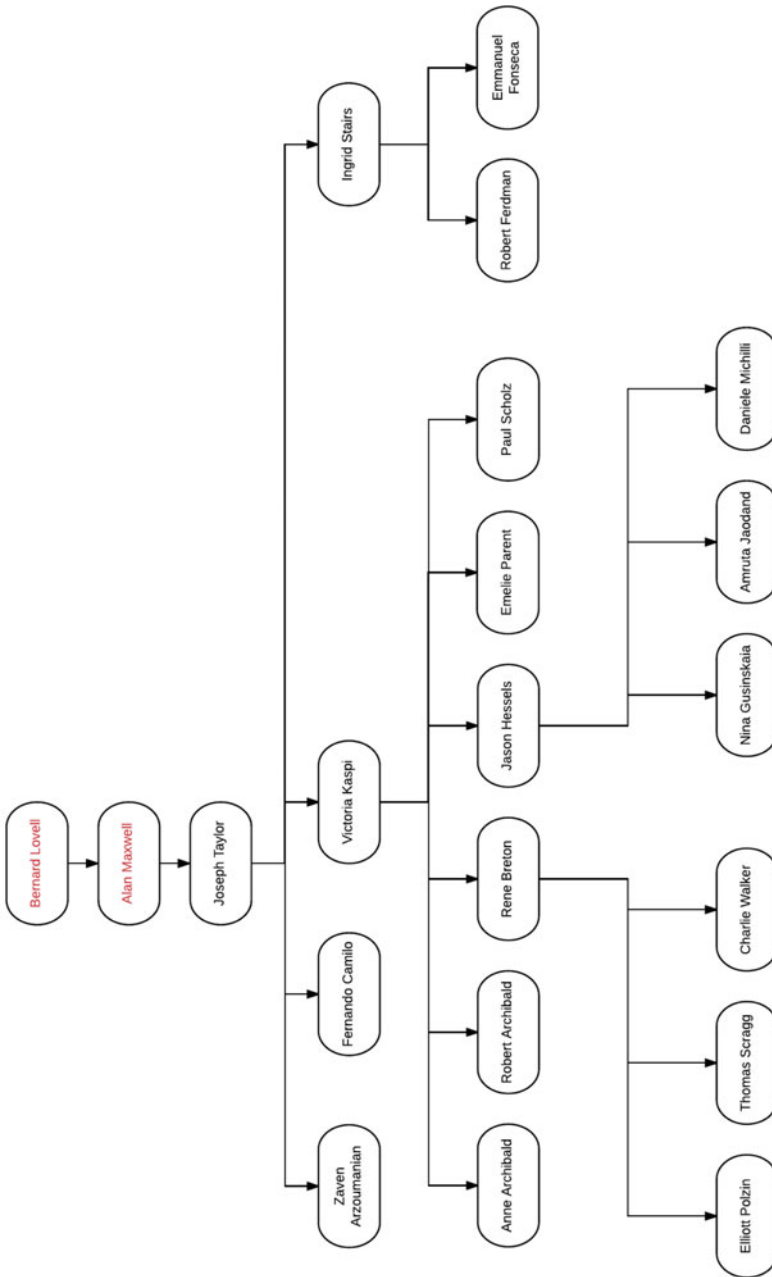 Bernard Lovell
Alan Maxwell
Joseph Taylor
Zaven
Arzoumanian
Fernando Camilo
Victoria Kaspi
Ingrid Stairs
Anne Archibald
Robert Archibald
Rene Breton
Jason Hessels
Emelie Parent
Paul Scholz
Robert Ferdman
Emmanuel
Fonseca
Elliott Polzin
Thomas Scragg
Charlie Walker
Nina Gusinskaia
Amruta Jaodand
Daniele Michilli